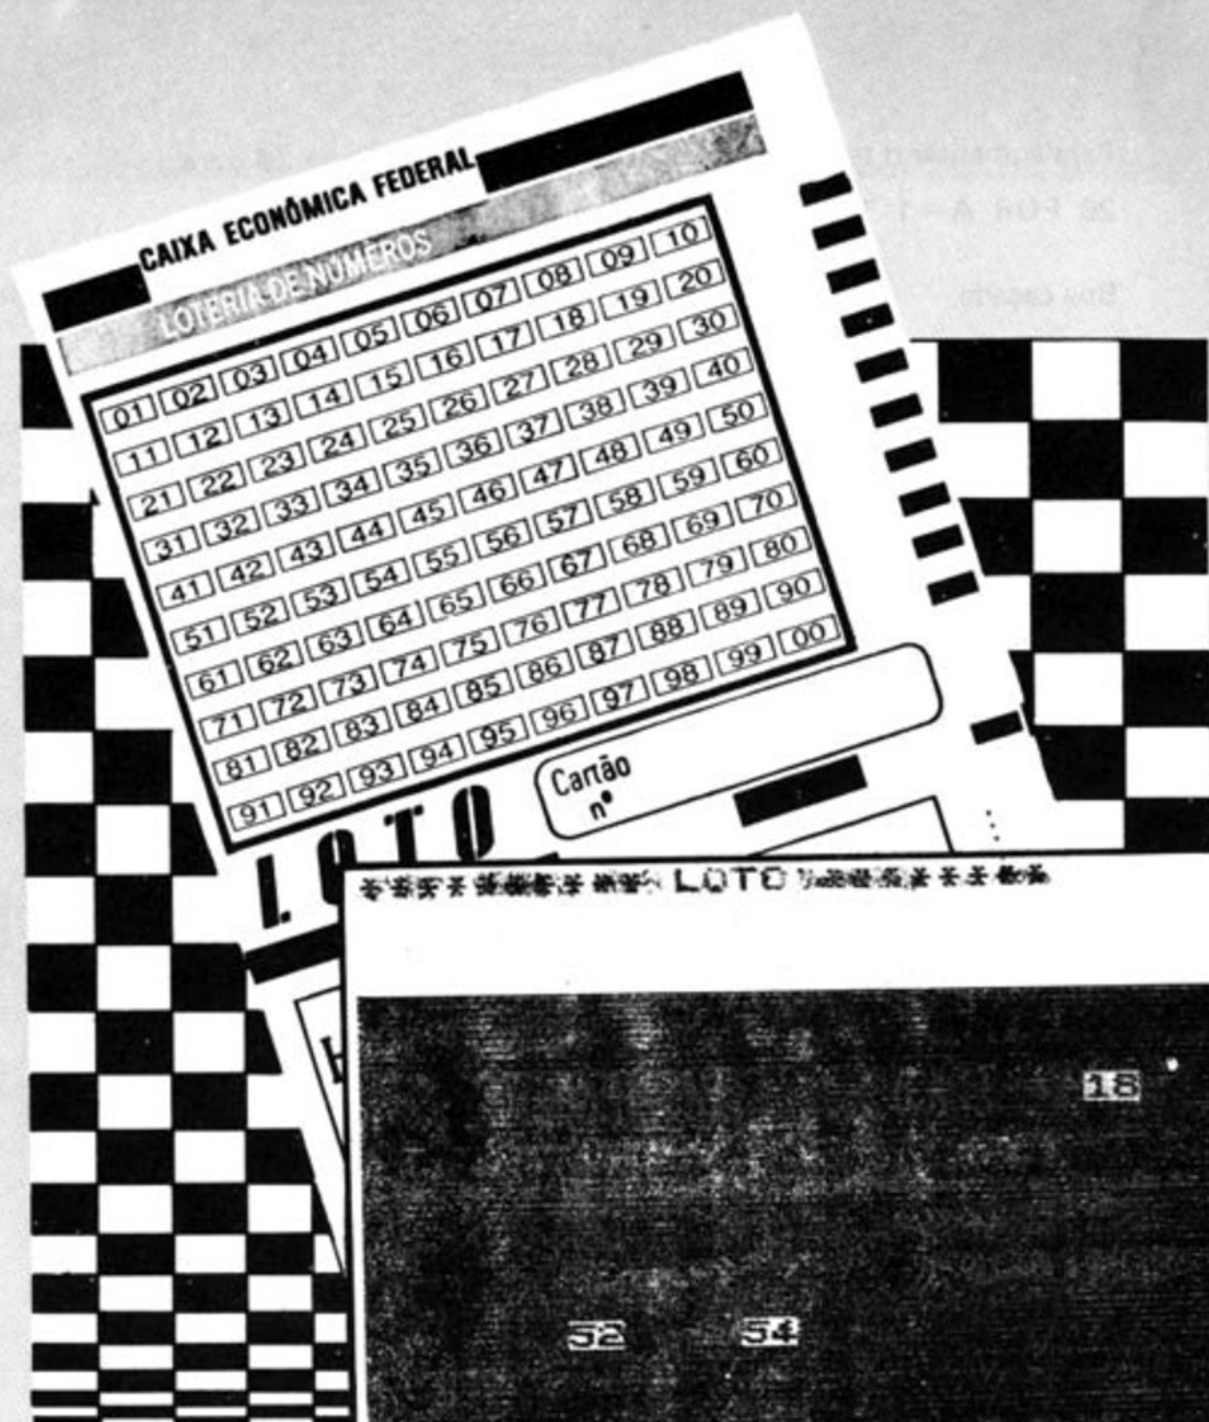 CAIXA ECONÔMICA FEDERAL
LOTERIA DE NÚMEROS
01 02 03 04 05 06 07 08 09 10
11 12 13 14 15 16 17 18 19 20
21 22 23 24 25 26 27 28 29 30
31 32 33 34 35 36 37 38 39 40
41 42 43 44 45 46 47 48 49 50
51 52 53 54 55 56 57 58 59 60
61 62 63 64 65 66 67 68 69 70
71 72 73 74 75 76 77 78 79 80
81 82 83 84 85 86 87 88 89 90
91 92 93 94 95 96 97 98 99 00
Cartão
nº
LOTO
LOTO
18
52 54